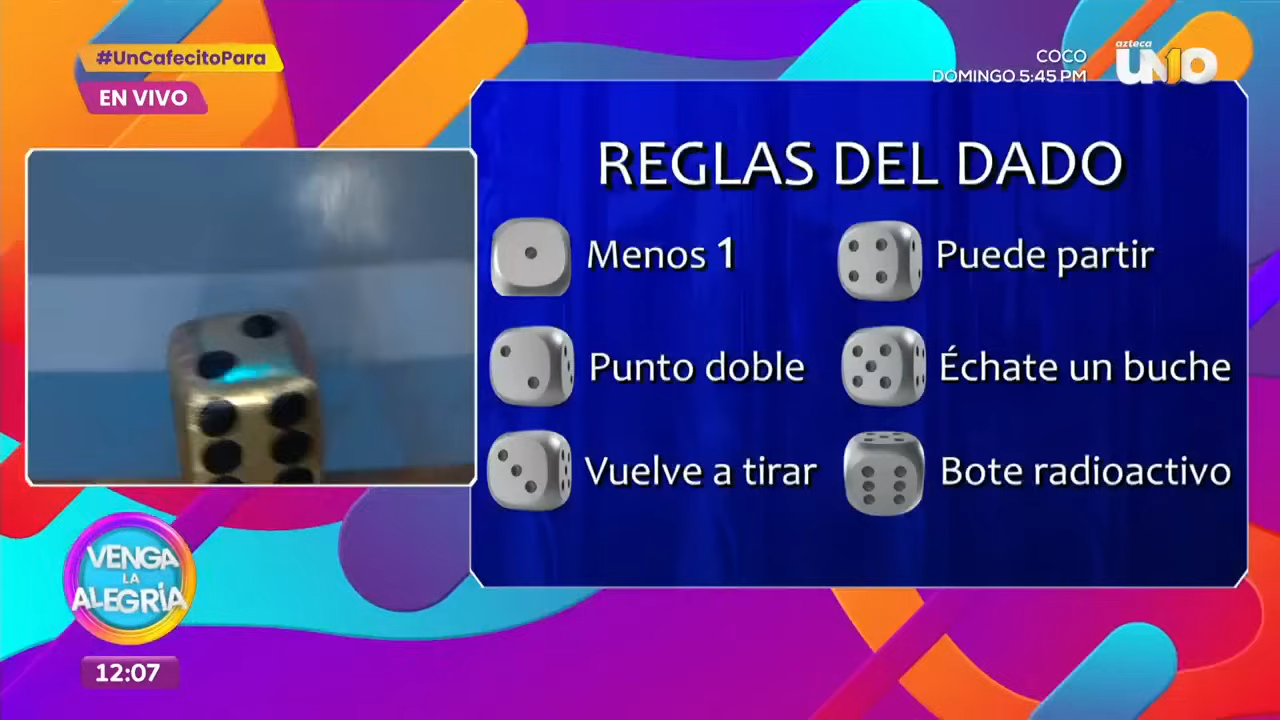 #UnCafecitoPara
EN VIVO
COCO
DOMINGO 5:45 PM
azteca
UNO
REGLAS DEL DADO
Menos 1
Puede partir
Punto doble
Échate un buche
Vuelve a tirar
Bote radioactivo
VENGA
LA
ALEGRÍA
12:07